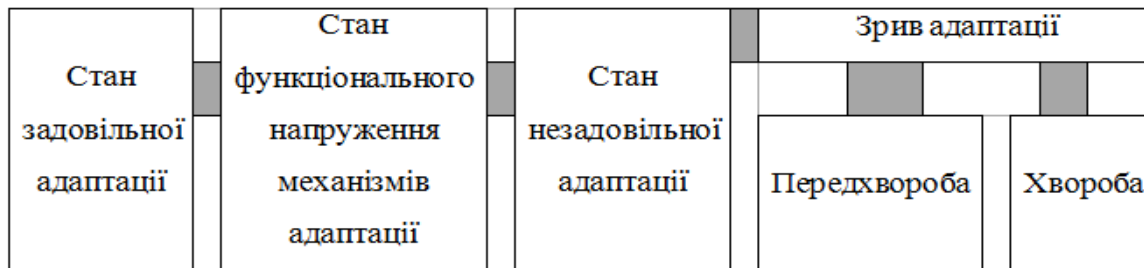 Стан
задовільної
адаптації
Стан
функціонального
напруження
механізмів
адаптації
Стан
незадовільної
адаптації
Зрив адаптації
Передхвороба
Хвороба